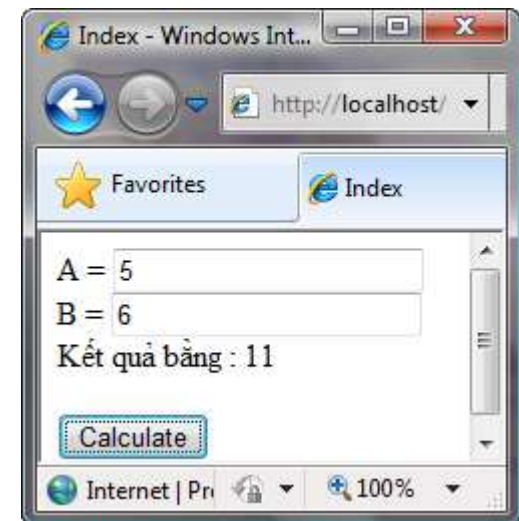 Index - Windows Int...
http://localhost/
Favorites
Index
A = 5
B = 6
Kết quả bằng : 11
Calculate
Internet | Pr
100%